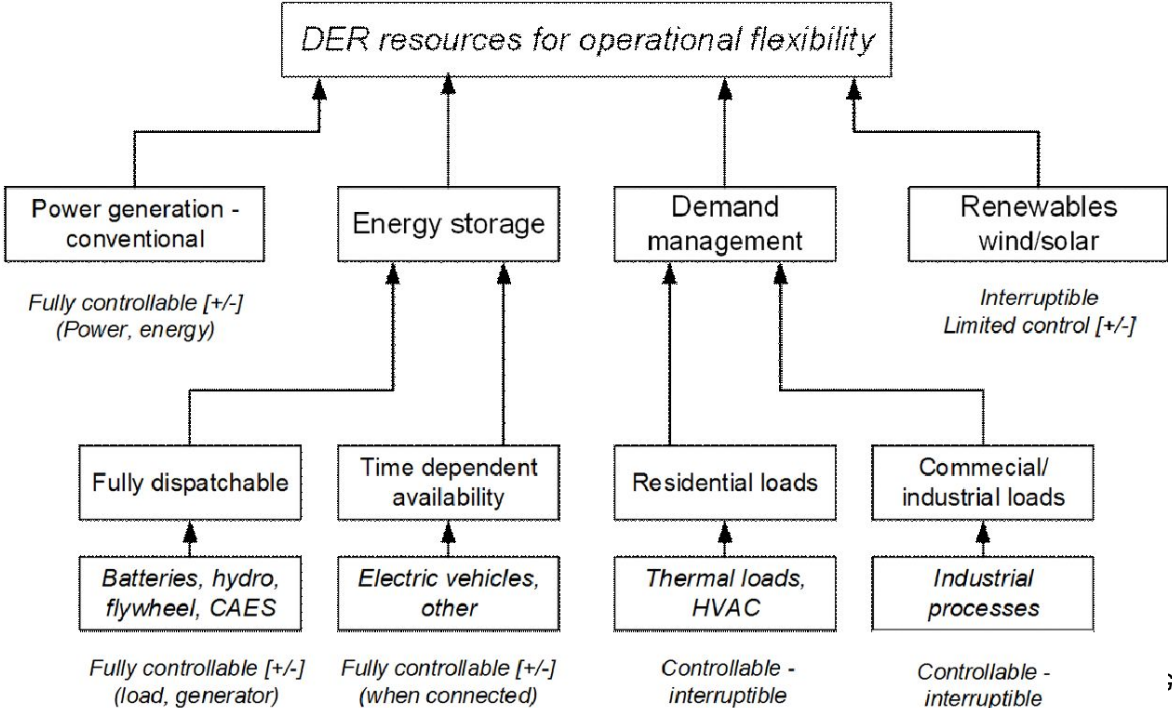 DER resources for operational flexibility
Power generation -
conventional
Energy storage
Demand
management
Renewables
wind/solar
Fully controllable [+/-]
(Power, energy)
Interruptible
Limited control [+/-]
Fully dispatchable
Time dependent
availability
Residential loads
Commecial/
industrial loads
Batteries, hydro,
flywheel, CAES
Electric vehicles,
other
Thermal loads,
HVAC
Industrial
processes
Fully controllable [+/-]
(load, generator)
Fully controllable [+/-]
(when connected)
Controllable -
interruptible
Controllable -
interruptible